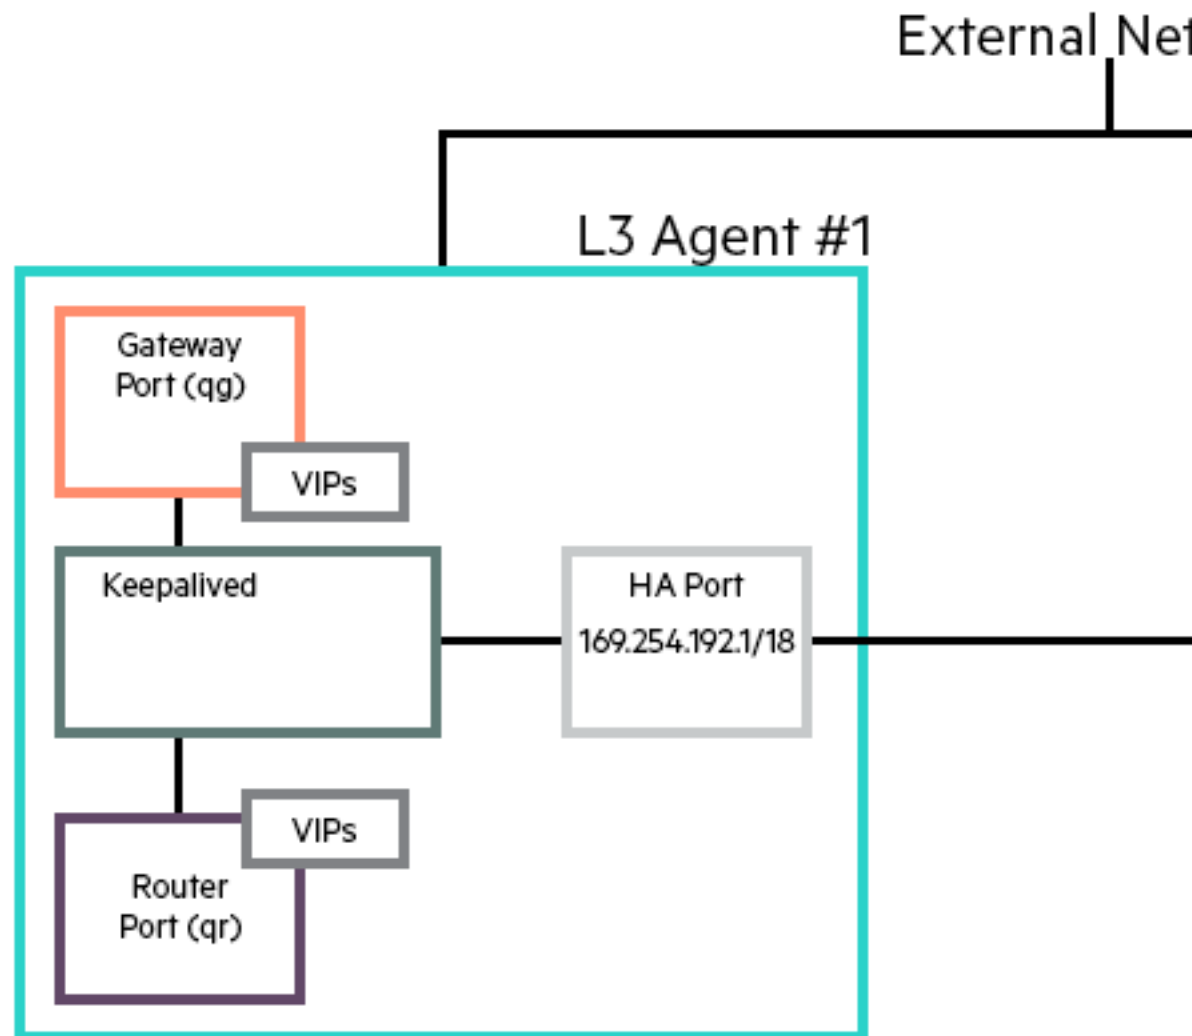 External Net
L3 Agent #1
Gateway
Port (qg)
VIPs
Keepalived
HA Port
169.254.192.1/18
VIPs
Router
Port (qr)